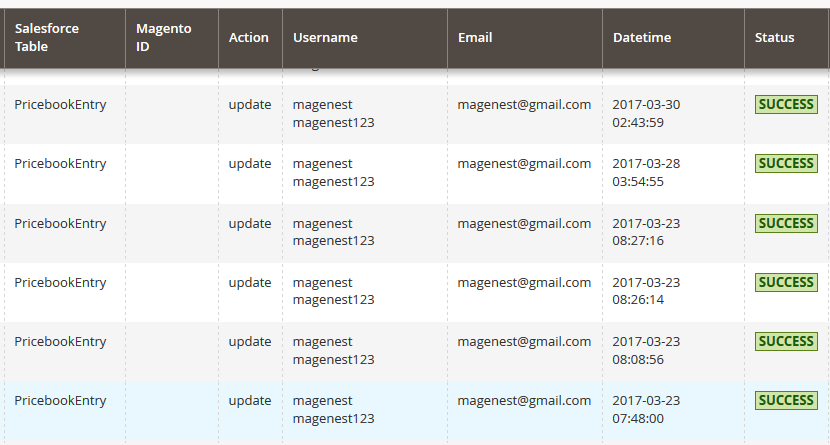 Salesforce Table Magento ID Action Username Email Datetime Status
PricebookEntry update magenest magenest123 magenest@gmail.com 2017-03-30 02:43:59 SUCCESS
PricebookEntry update magenest magenest123 magenest@gmail.com 2017-03-28 03:54:55 SUCCESS
PricebookEntry update magenest magenest123 magenest@gmail.com 2017-03-23 08:27:16 SUCCESS
PricebookEntry update magenest magenest123 magenest@gmail.com 2017-03-23 08:26:14 SUCCESS
PricebookEntry update magenest magenest123 magenest@gmail.com 2017-03-23 08:08:56 SUCCESS
PricebookEntry update magenest magenest123 magenest@gmail.com 2017-03-23 07:48:00 SUCCESS